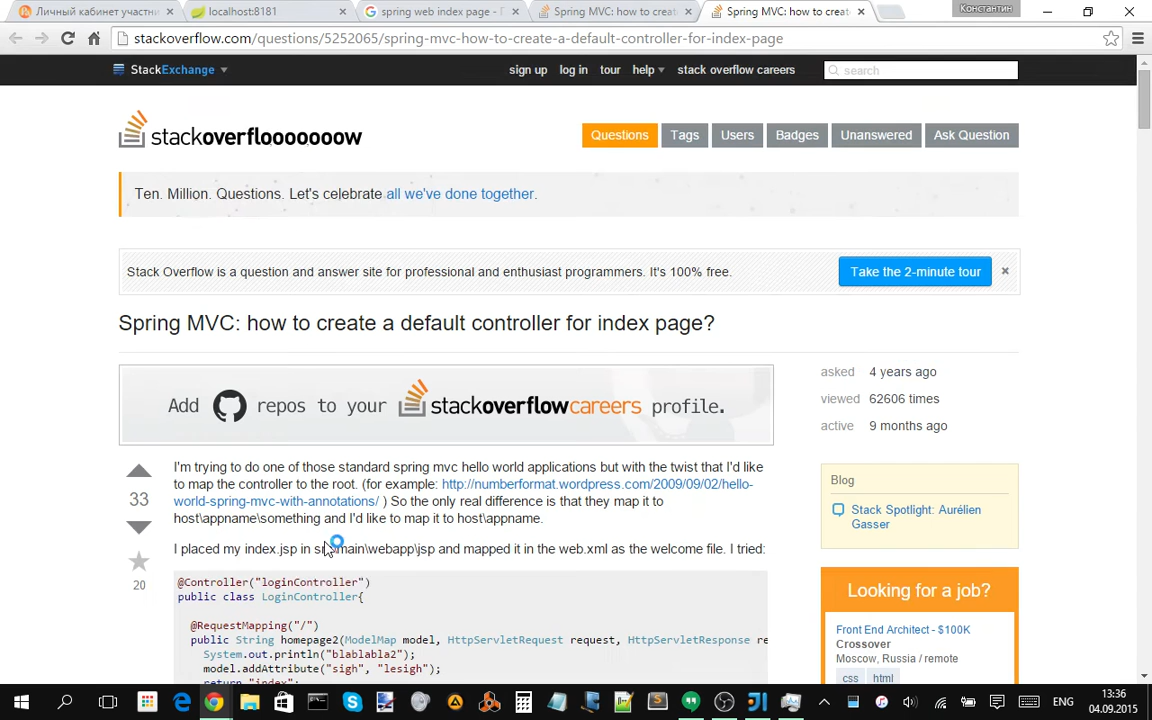 Личный кабинет участни
localhost:8181
spring web index page - П
Spring MVC: how to creat
Spring MVC: how to creat
Константин
stackoverflow.com/questions/5252065/spring-mvc-how-to-create-a-default-controller-for-index-page
StackExchange
sign up log in tour help stack overflow careers
search
stackoverflooooooow
Questions Tags Users Badges Unanswered Ask Question
Ten. Million. Questions. Let's celebrate all we've done together.
Stack Overflow is a question and answer site for professional and enthusiast programmers. It's 100% free.
Take the 2-minute tour
Spring MVC: how to create a default controller for index page?
Add repos to your stackoverflowcareers profile.
asked 4 years ago
viewed 62606 times
active 9 months ago
33
20
I'm trying to do one of those standard spring mvc hello world applications but with the twist that I'd like
to map the controller to the root. (for example: http://numberformat.wordpress.com/2009/09/02/hello-
world-spring-mvc-with-annotations/ ) So the only real difference is that they map it to
host\appname\something and I'd like to map it to host\appname.
I placed my index.jsp in main\webapp\jsp and mapped it in the web.xml as the welcome file. I tried:
@Controller("loginController")
public class LoginController{
@RequestMapping("/")
public String homepage2(ModelMap model, HttpServletRequest request, HttpServletResponse re
System.out.println("blablabla2");
model.addAttribute("sigh", "lesigh");
return "index";
Blog
Stack Spotlight: Aurélien
Gasser
Looking for a job?
Front End Architect - $100K
Crossover
Moscow, Russia / remote
css html
ENG
13:36
04.09.2015